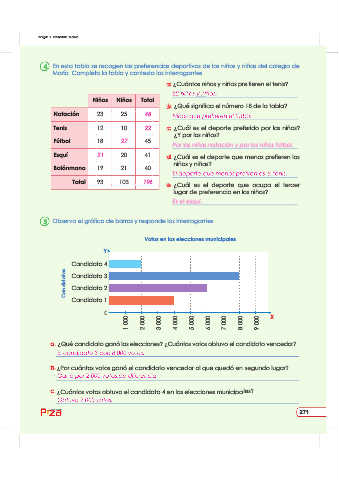 4 En esta tabla se recogen las preferencias deportivas de los niños y niñas del colegio de
María. Completa la tabla y contesta los interrogantes
Niñas Niños Total
Natación 23 25 48
Tenis 12 10 22
Fútbol 18 27 45
Esquí 21 20 41
Balonmano 19 21 40
Total 93 103 196
a. ¿Cuántos niños y niñas prefieren el tenis?
b. ¿Qué significa el número 18 de la tabla?
c. ¿Cuál es el deporte preferido por las niñas?
¿Y por los niños?
Por las niñas natación y por los niños fútbol.
d. ¿Cuál es el deporte que menos prefieren los
niños y niñas?
El deporte que menos prefieren es el tenis.
e. ¿Cuál es el deporte que ocupa el tercer
lugar de preferencia en los niños?
Es el esquí.
5 Observa el gráfico de barras y responde los interrogantes
Votos en las elecciones municipales
Y
Candidatos
Candidato 4
Candidato 3
Candidato 2
Candidato 1
0
1 000 2 000 3 000 4 000 5 000 6 000 7 000 8 000 9 000
X
a. ¿Qué candidato ganó las elecciones? ¿Cuántos votos obtuvo el candidato vencedor?
El candidato 3 con 8 000 votos.
b. ¿Por cuántos votos ganó el candidato vencedor al que quedó en segundo lugar?
Ganó por 2 000 votos de diferencia.
c. ¿Cuántos votos obtuvo el candidato 4 en las elecciones municipales?
Obtuvo 2 000 votos.
271